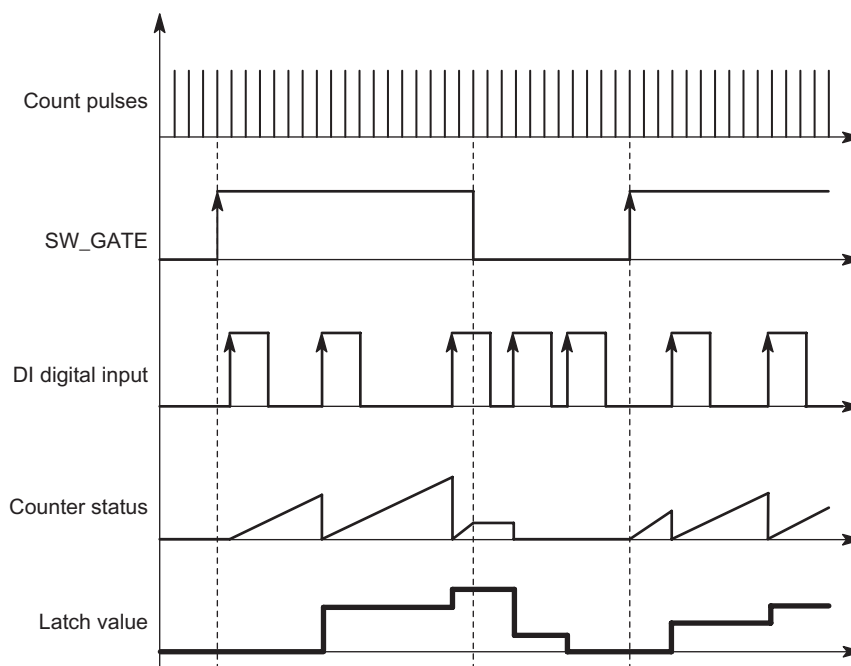 Count pulses
SW_GATE
DI digital input
Counter status
Latch value